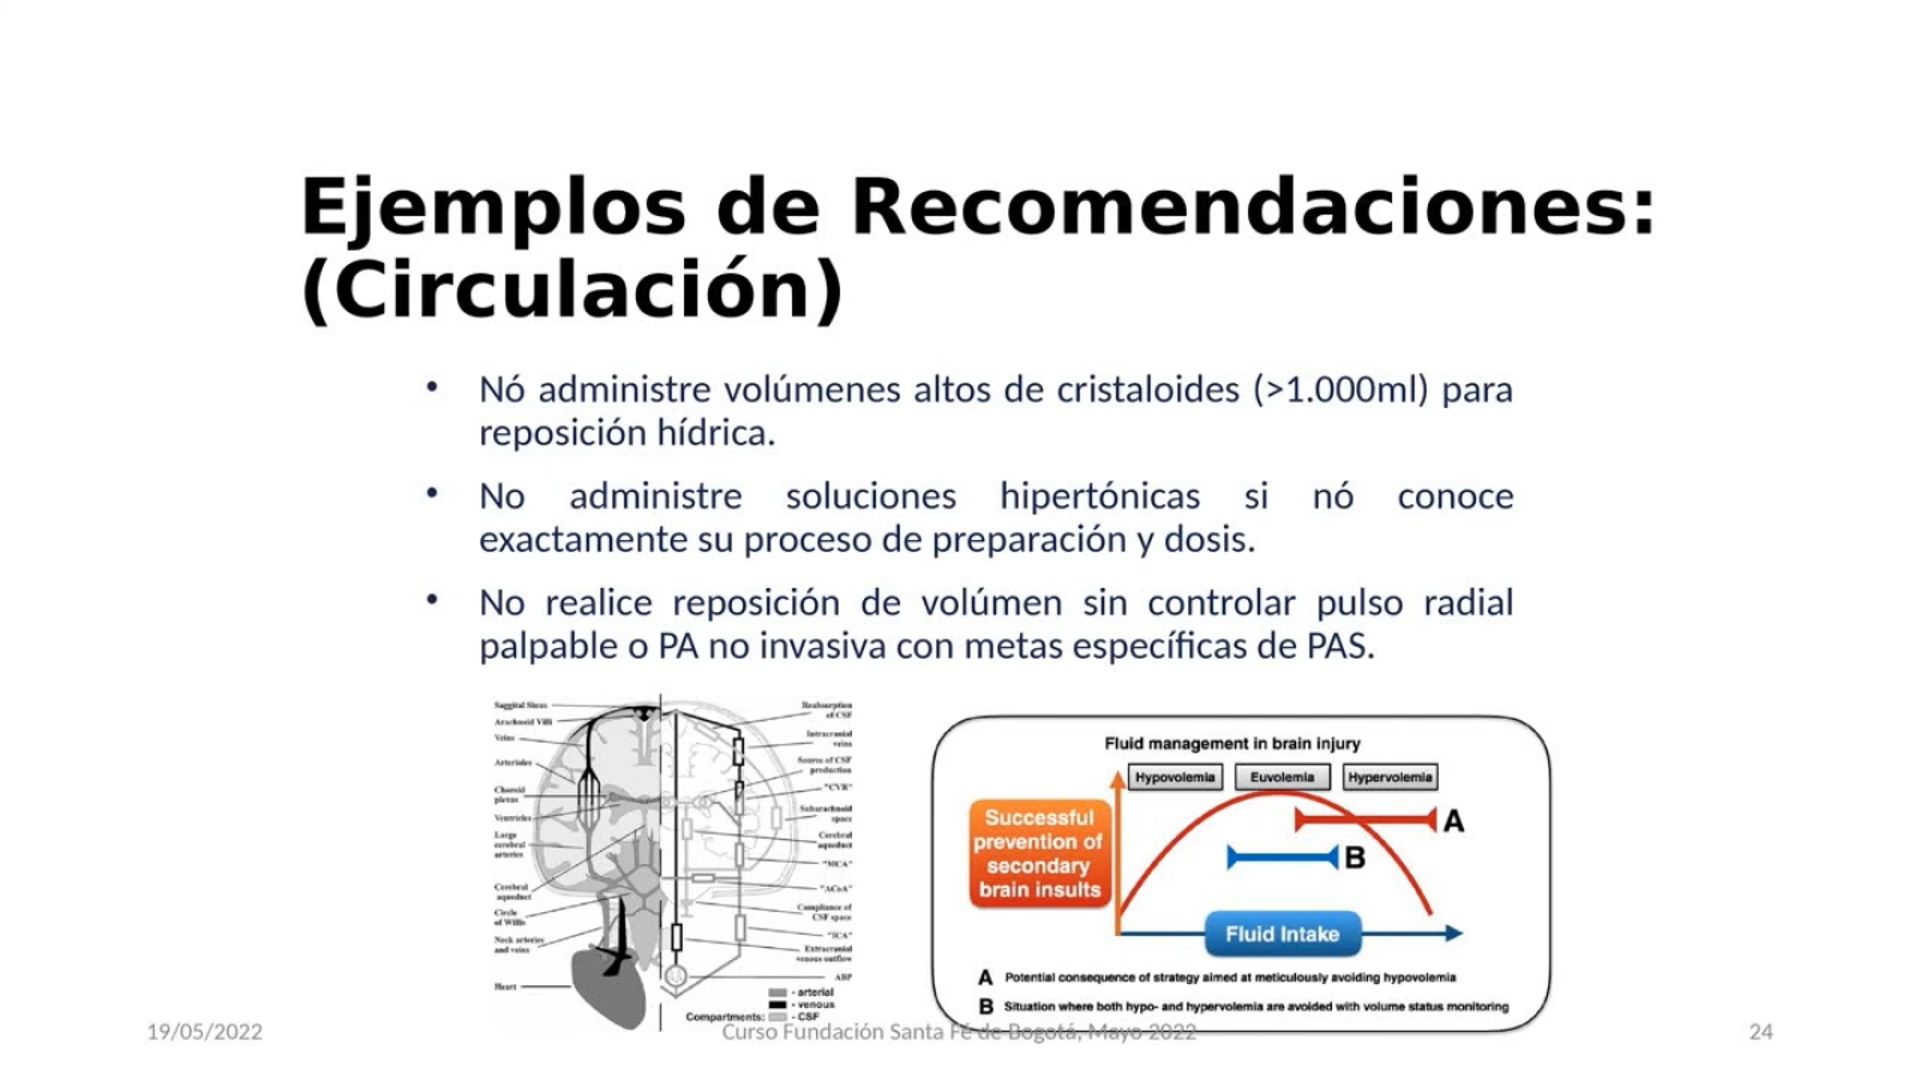 Ejemplos de Recomendaciones:
(Circulación)
• Nó administre volúmenes altos de cristaloides (>1.000ml) para
reposición hídrica.
• No administre soluciones hipertónicas si nó conoce
exactamente su proceso de preparación y dosis.
• No realice reposición de volúmen sin controlar pulso radial
palpable o PA no invasiva con metas específicas de PAS.
Saggital Sinus
Arachnoid Villi
Veins
Arterioles
Choroid
plexus
Ventricles
Large
cerebral
arteries
Cerebral
aqueduct
Circle
of Willis
Neck arteries
and veins
Heart
Reabsorption
of CSF
Intracranial
veins
Source of CSF
production
"CVR"
Subarachnoid
space
Cerebral
aqueduct
"MCA"
"ACoA"
Compliance of
CSF space
"ICA"
Extracranial
venous outflow
ABP
- arterial
- venous
Compartments: - CSF
Fluid management in brain injury
Hypovolemia Euvolemia Hypervolemia
Successful
prevention of
secondary
brain insults
A
B
Fluid Intake
A Potential consequence of strategy aimed at meticulously avoiding hypovolemia
B Situation where both hypo- and hypervolemia are avoided with volume status monitoring
19/05/2022 Curso Fundación Santa Fé de Bogotá, Mayo 2022 24